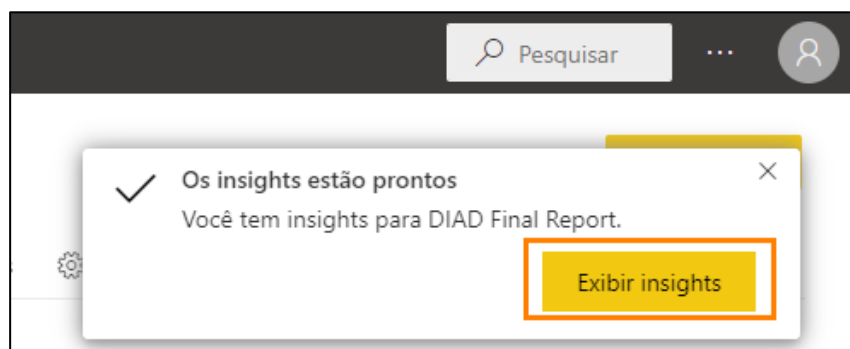 Pesquisar
Os insights estão prontos
Você tem insights para DIAD Final Report.
Exibir insights